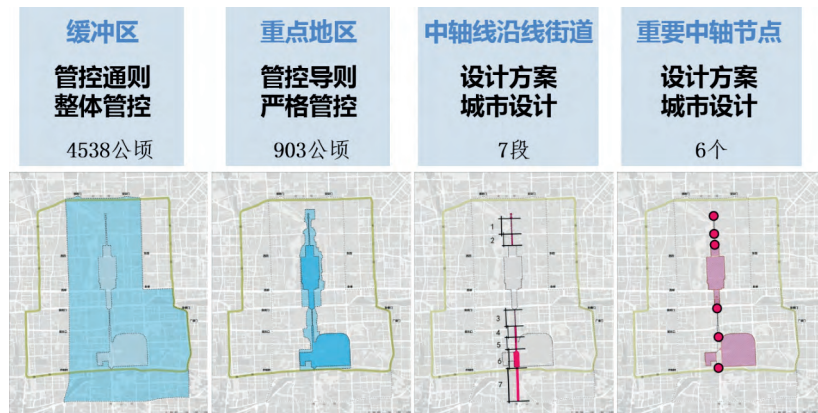 缓冲区
管控通则
整体管控
4538公顷
重点地区
管控导则
严格管控
903公顷
中轴线沿线街道
设计方案
城市设计
7段
重要中轴节点
设计方案
城市设计
6个
1
2
3
4
5
6
7